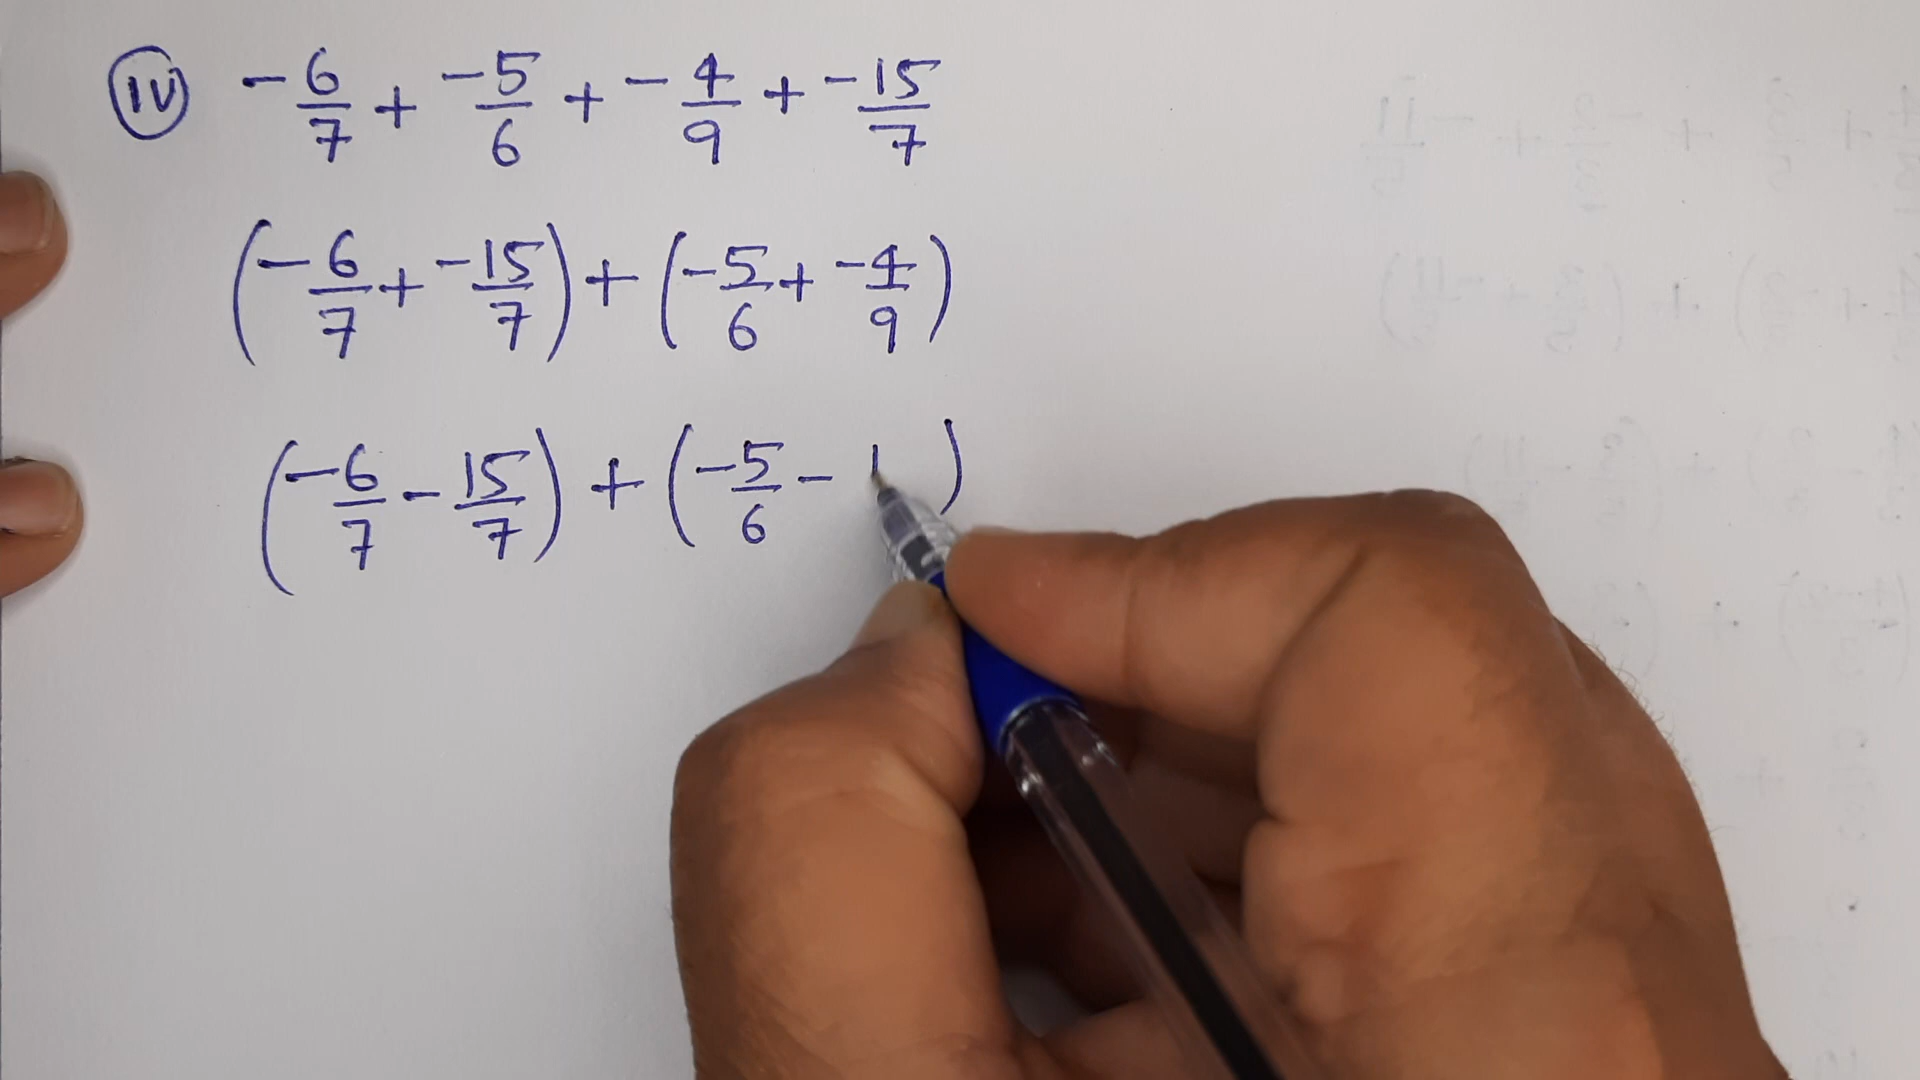 (iv) -6/7 + -5/6 + -4/9 + -15/7
(-6/7 + -15/7) + (-5/6 + -4/9)
(-6/7 - 15/7) + (-5/6 - )